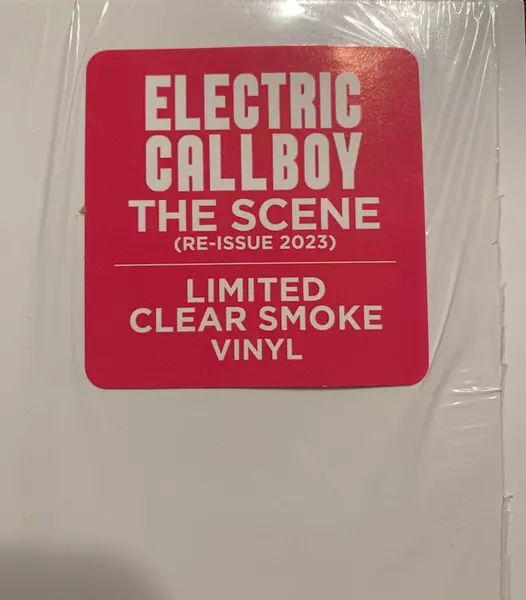 ELECTRIC
CALLBOY
THE SCENE
(RE-ISSUE 2023)
LIMITED
CLEAR SMOKE
VINYL